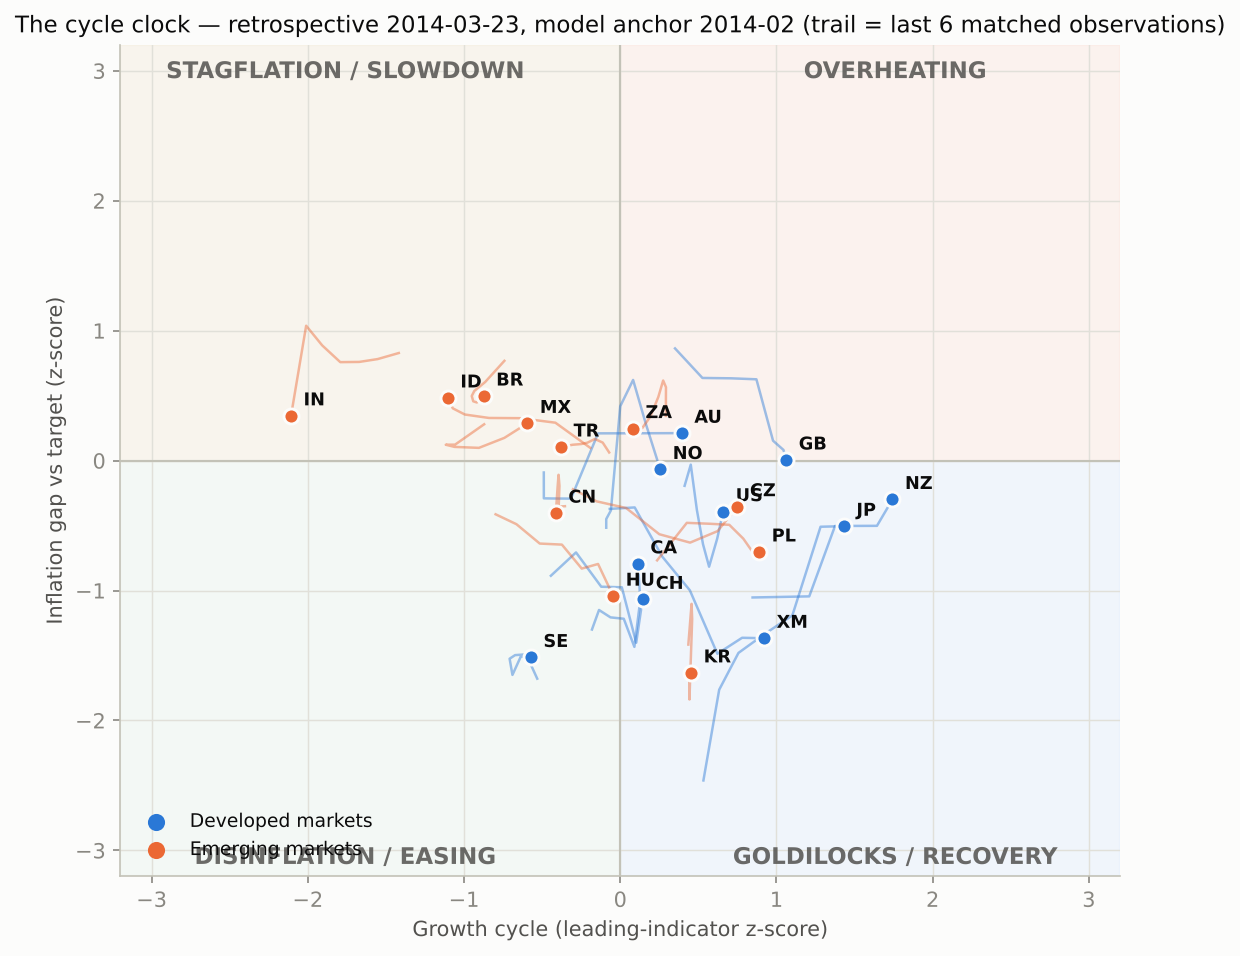 The cycle clock — retrospective 2014-03-23, model anchor 2014-02 (trail = last 6 matched observations)
STAGFLATION / SLOWDOWN
OVERHEATING
3
2
1
0
−1
−2
−3
Inflation gap vs target (z-score)
IN
ID
BR
MX
TR
ZA
AU
NO
GB
CN
US
CZ
NZ
JP
PL
CA
HU
CH
XM
SE
KR
Developed markets
Emerging markets
DISINFLATION / EASING
GOLDILOCKS / RECOVERY
−3
−2
−1
0
1
2
3
Growth cycle (leading-indicator z-score)